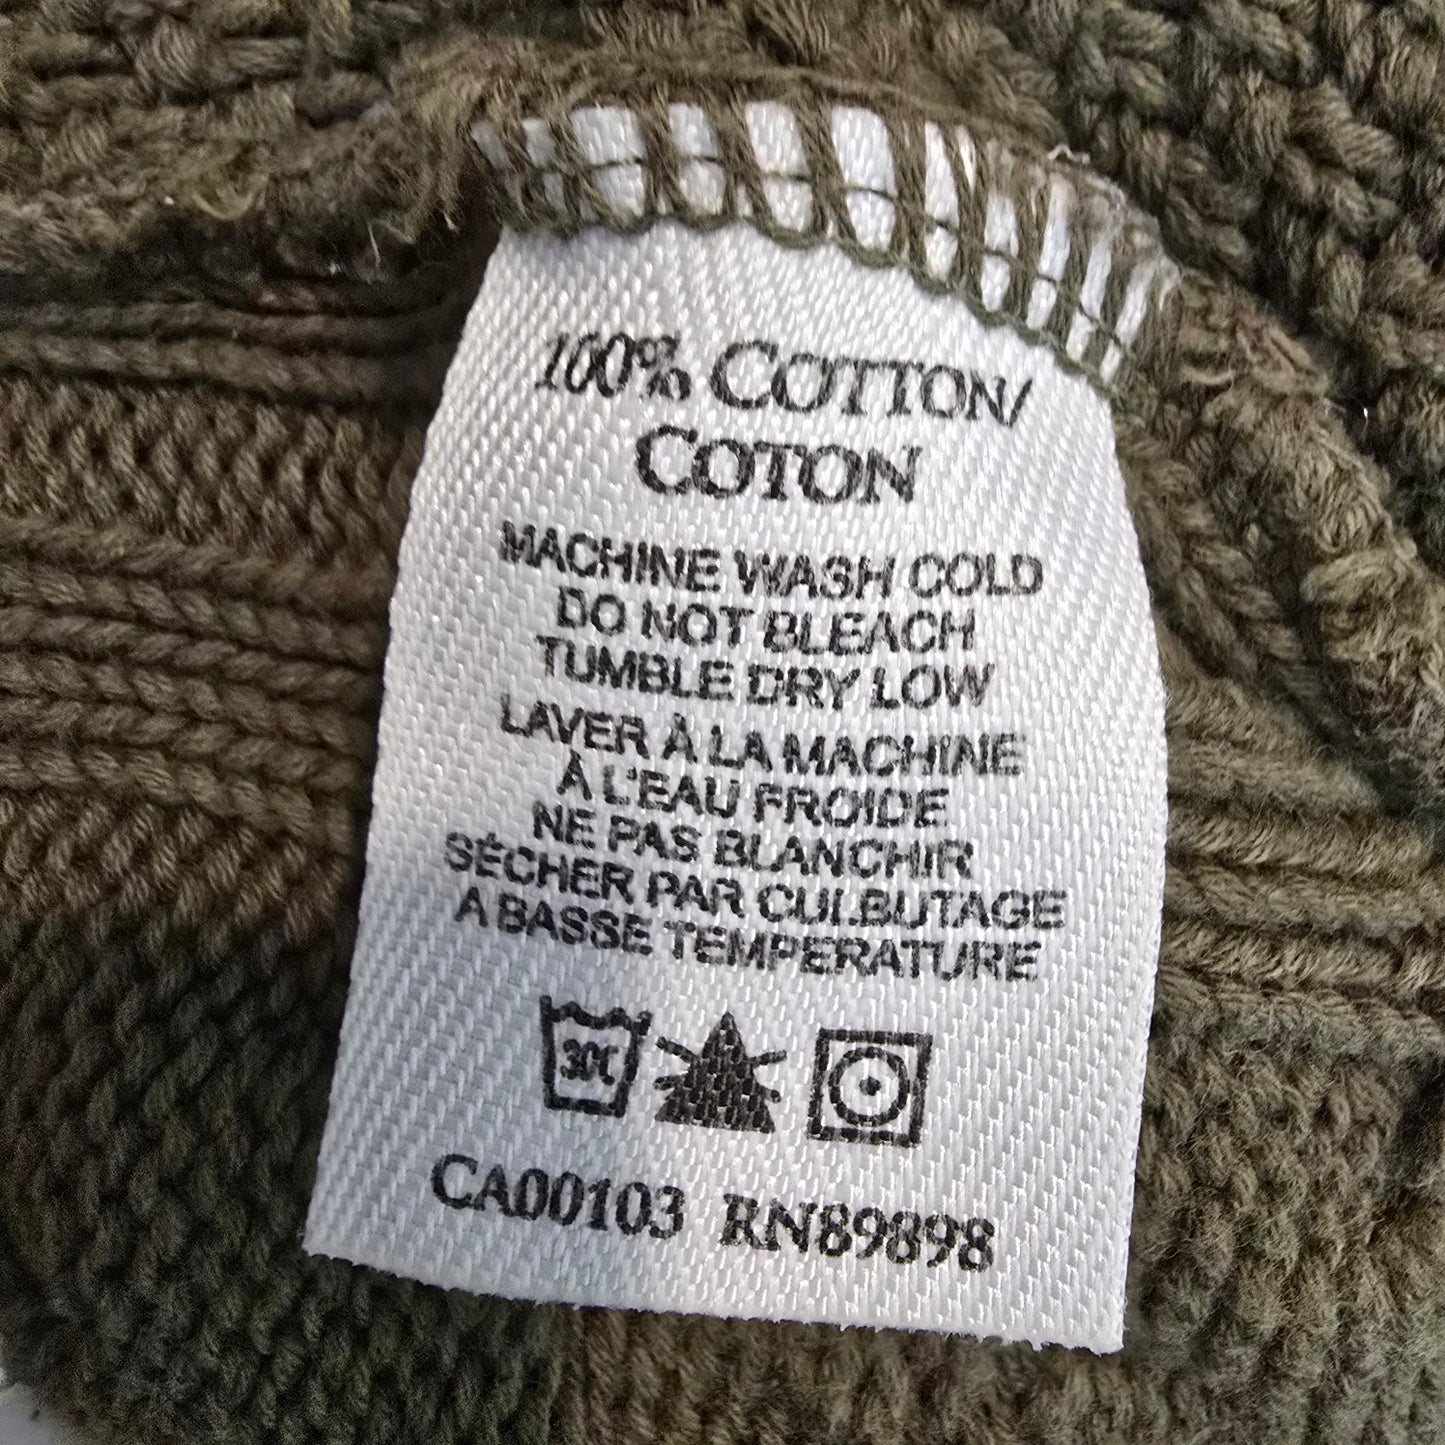 100% COTTON/
COTON
MACHINE WASH COLD
DO NOT BLEACH
TUMBLE DRY LOW
LAVER À LA MACHINE
À L'EAU FROIDE
NE PAS BLANCHIR
SÉCHER PAR CULBUTAGE
A BASSE TEMPERATURE
30C
CA00103 RN89898